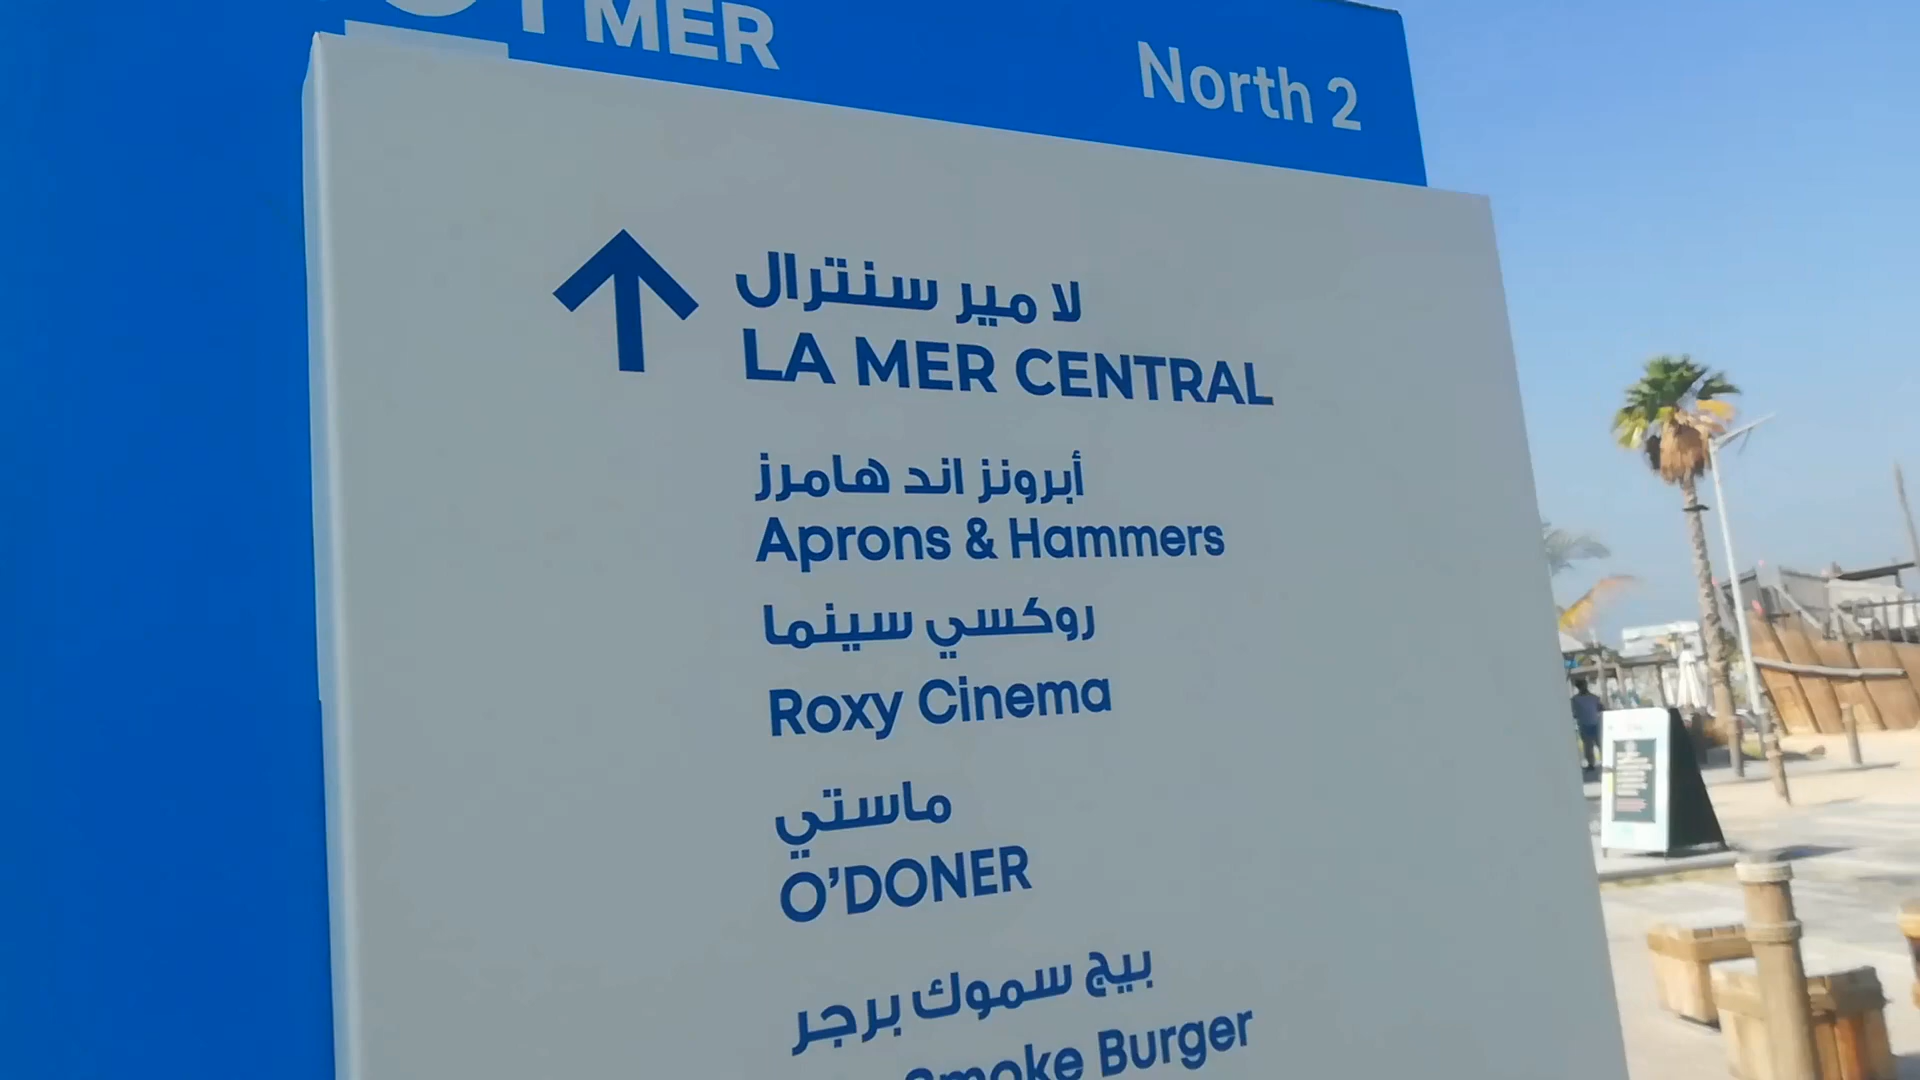 MER
North 2
لا مير سنترال
LA MER CENTRAL
أبرونز اند هامرز
Aprons & Hammers
روكسي سينما
Roxy Cinema
ماستي
O'DONER
بيج سموك برجر
Smoke Burger